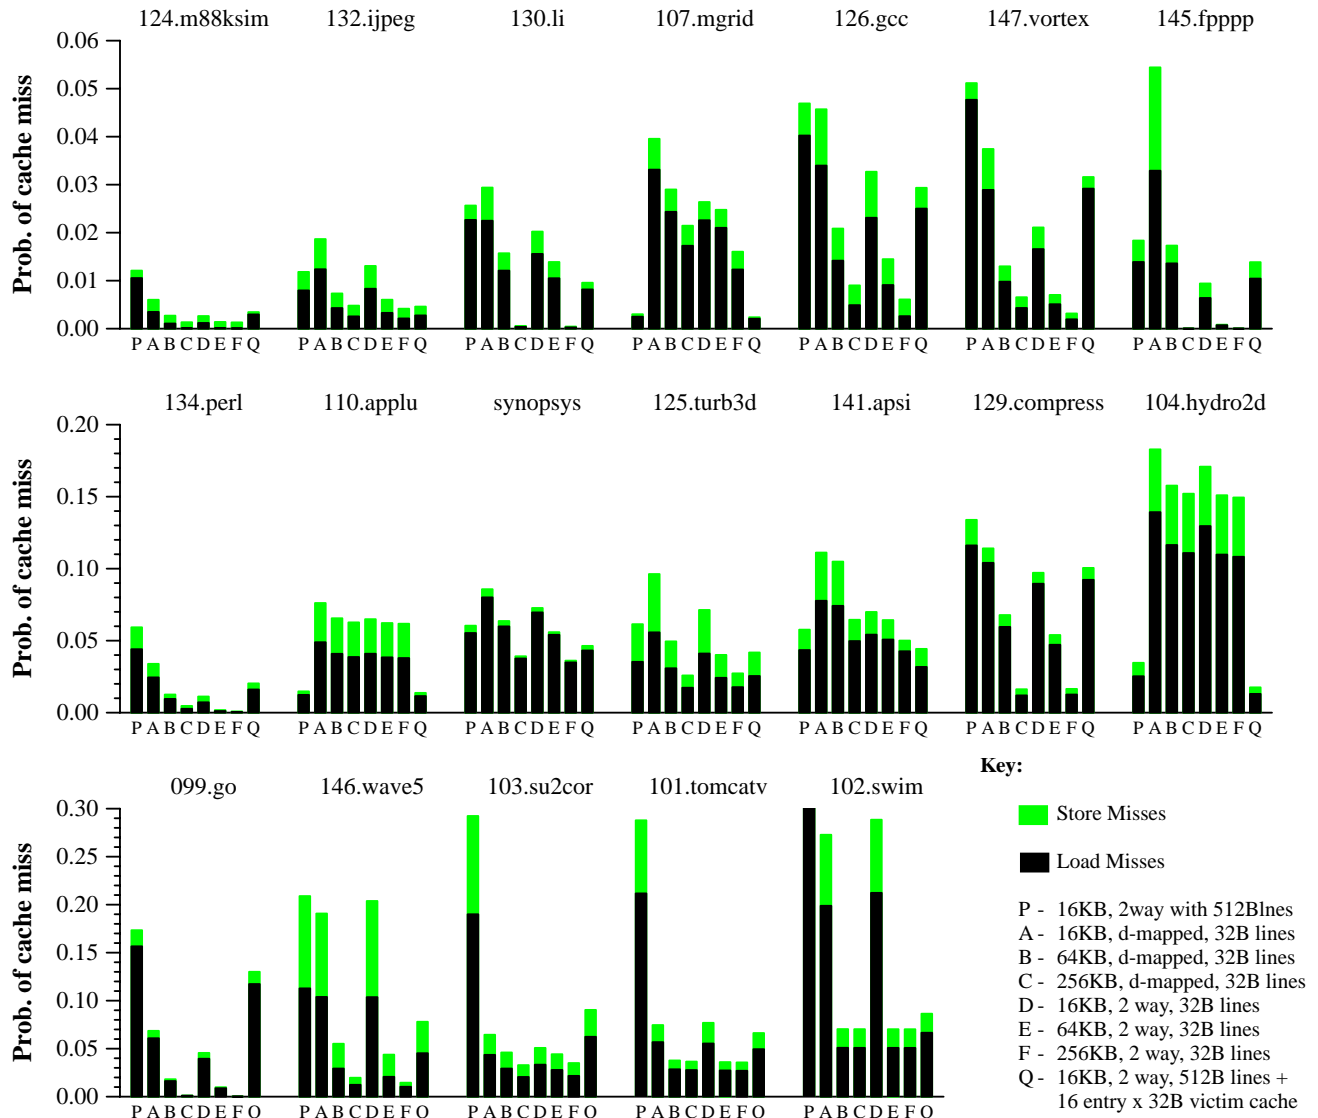 124.m88ksim 132.ijpeg 130.li 107.mgrid 126.gcc 147.vortex 145.fpppp
Prob. of cache miss
0.06
0.05
0.04
0.03
0.02
0.01
0.00
P A B C D E F Q P A B C D E F Q P A B C D E F Q P A B C D E F Q P A B C D E F Q P A B C D E F Q P A B C D E F Q
134.perl 110.applu synopsys 125.turb3d 141.apsi 129.compress 104.hydro2d
Prob. of cache miss
0.20
0.15
0.10
0.05
0.00
P A B C D E F Q P A B C D E F Q P A B C D E F Q P A B C D E F Q P A B C D E F Q P A B C D E F Q P A B C D E F Q
099.go 146.wave5 103.su2cor 101.tomcatv 102.swim
Prob. of cache miss
0.30
0.25
0.20
0.15
0.10
0.05
0.00
P A B C D E F Q P A B C D E F Q P A B C D E F Q P A B C D E F Q P A B C D E F Q
Key:
Store Misses
Load Misses
P - 16KB, 2way with 512Blnes
A - 16KB, d-mapped, 32B lines
B - 64KB, d-mapped, 32B lines
C - 256KB, d-mapped, 32B lines
D - 16KB, 2 way, 32B lines
E - 64KB, 2 way, 32B lines
F - 256KB, 2 way, 32B lines
Q - 16KB, 2 way, 512B lines +
16 entry x 32B victim cache